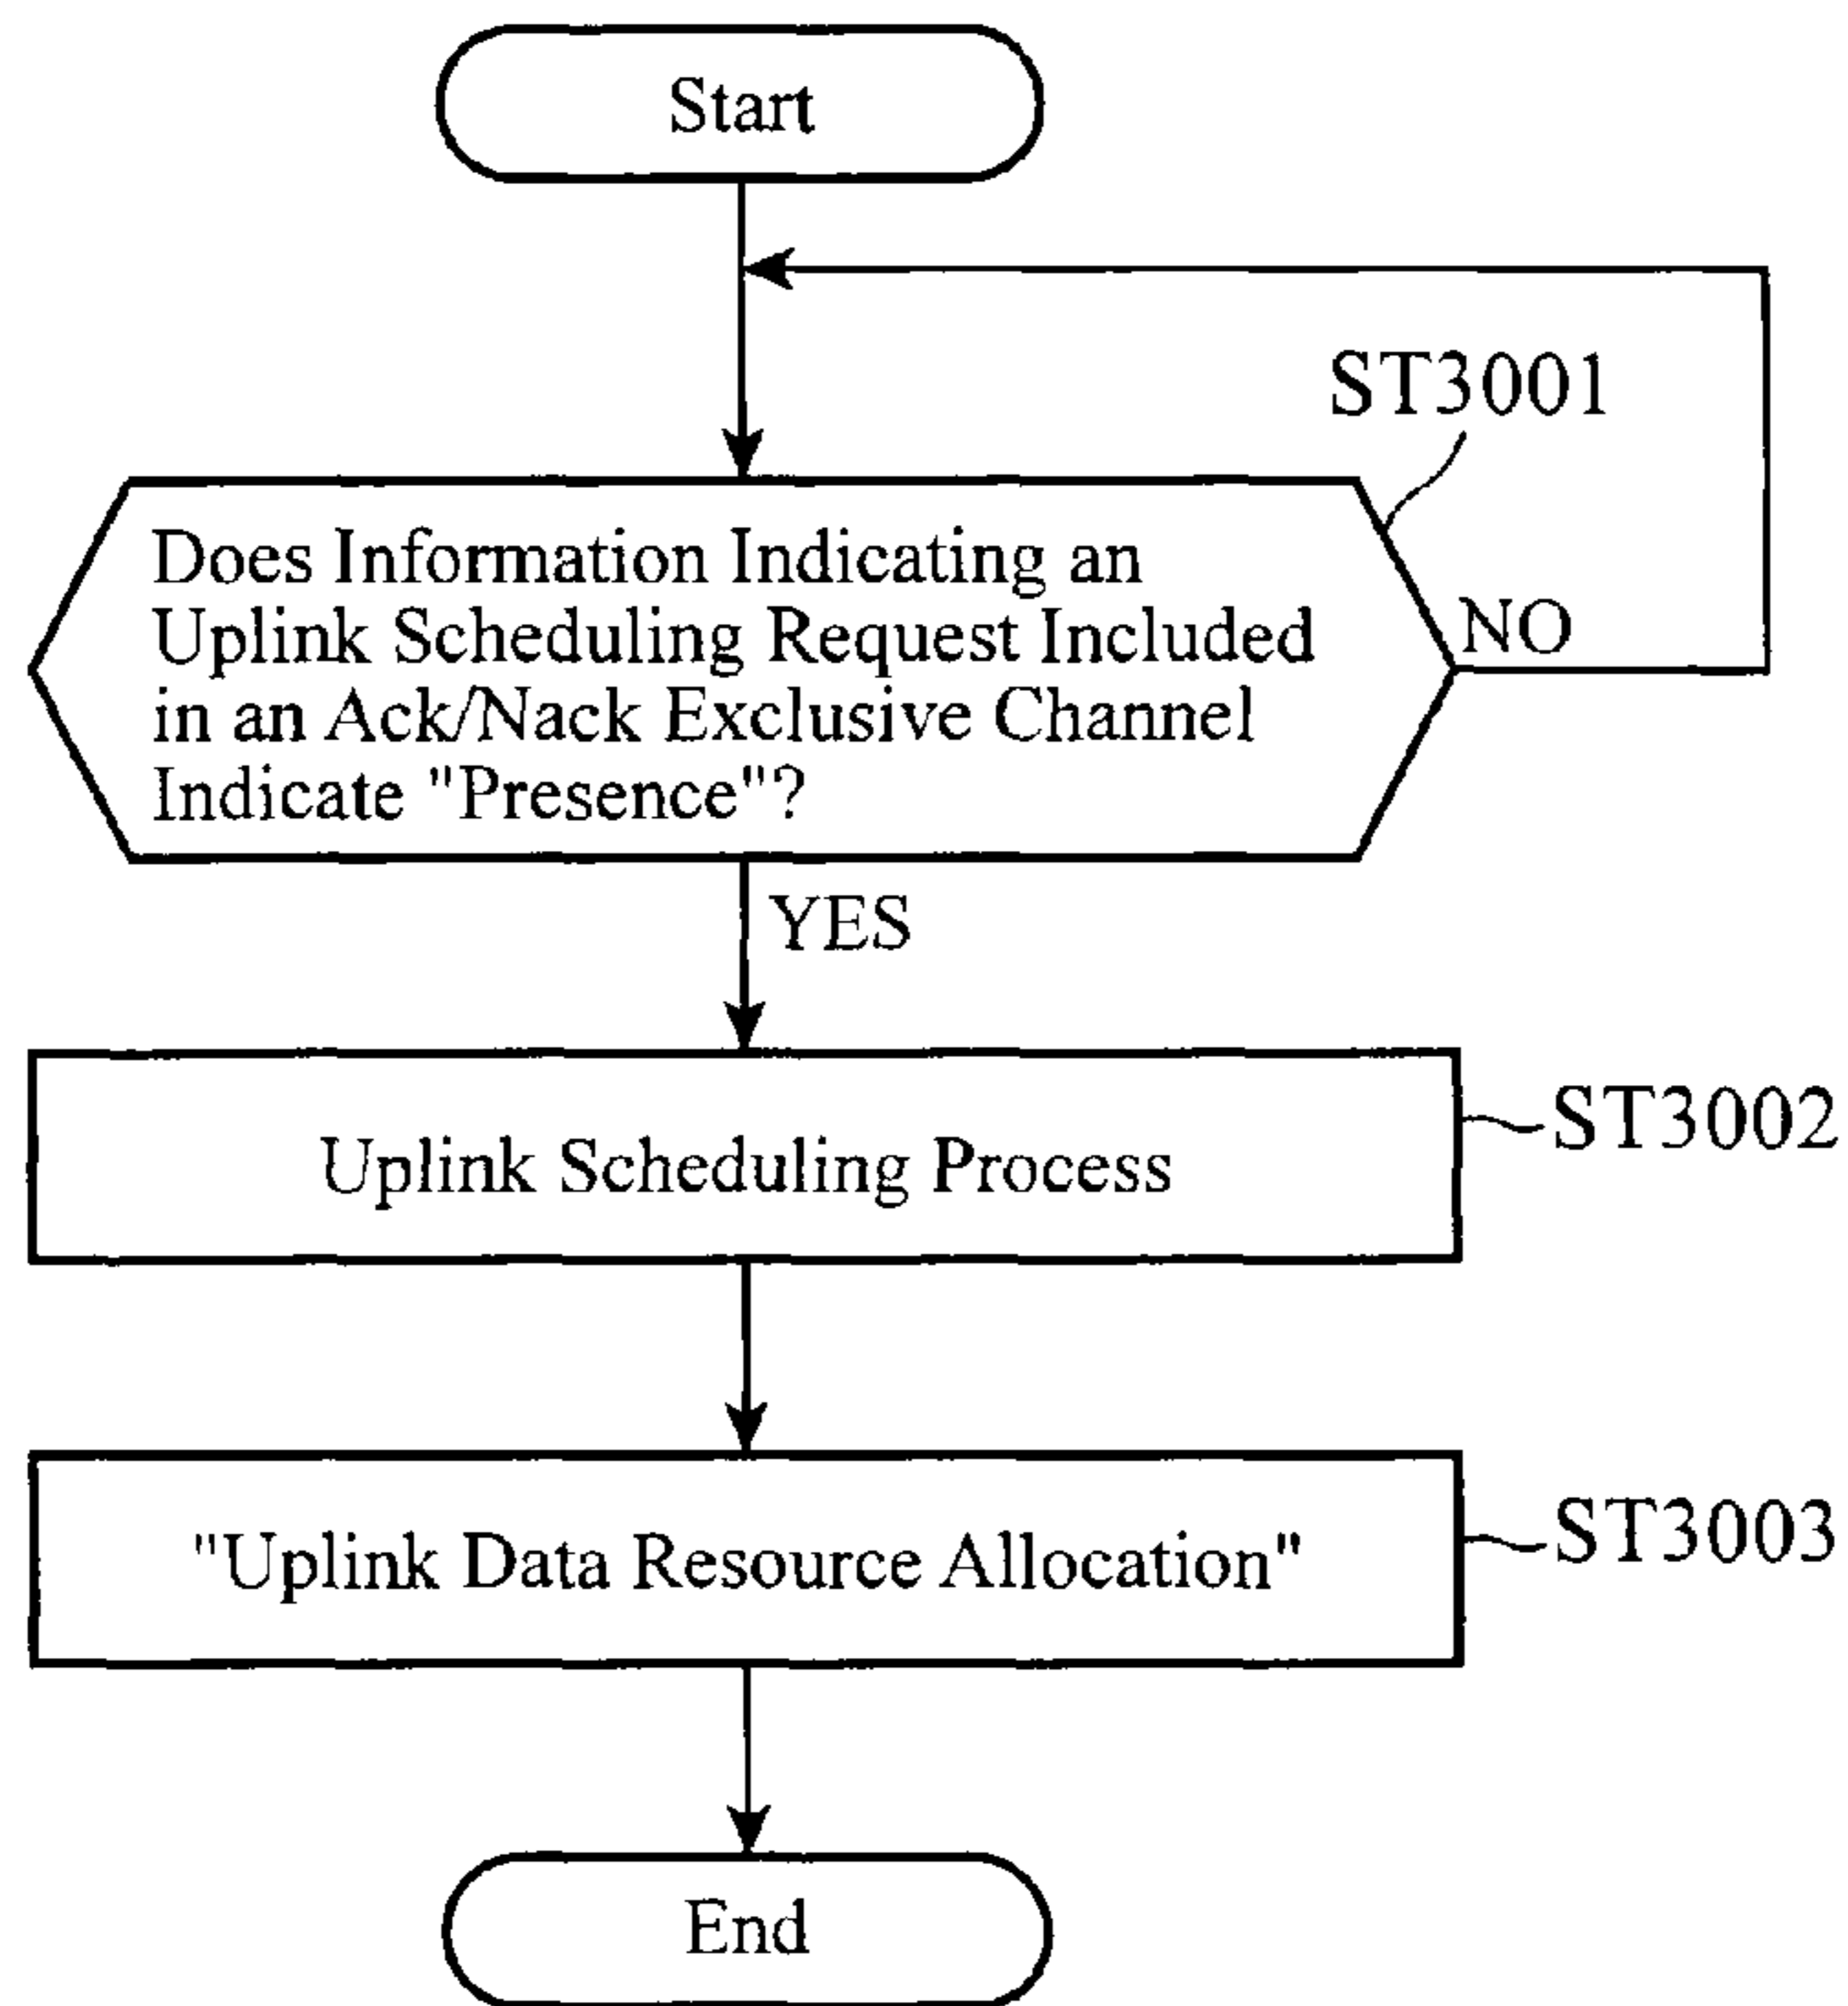 Start
ST3001
Does Information Indicating an
Uplink Scheduling Request Included
in an Ack/Nack Exclusive Channel
Indicate "Presence"?
NO
YES
Uplink Scheduling Process
ST3002
"Uplink Data Resource Allocation"
ST3003
End